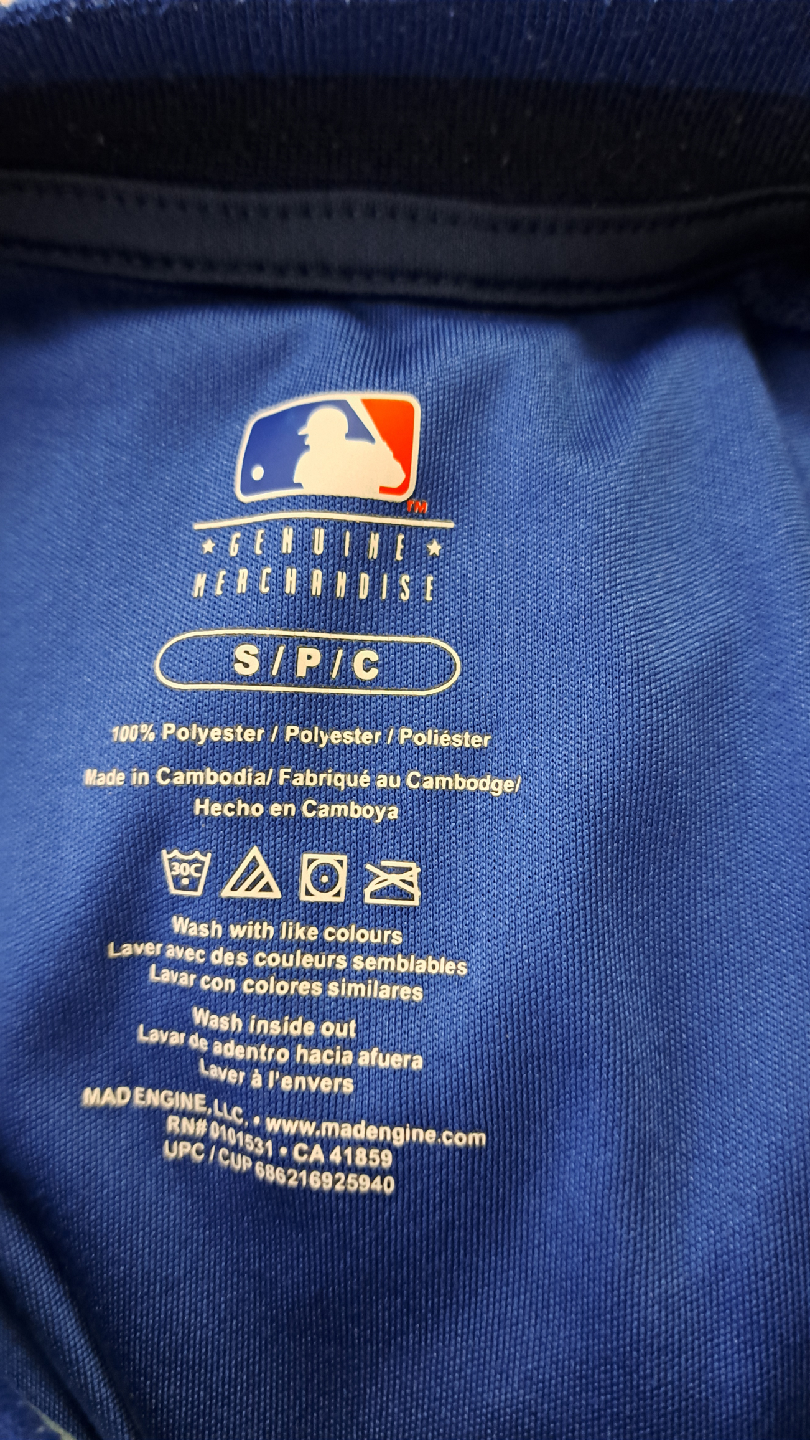 TM
★ GENUINE ★
MERCHANDISE
S / P / C
100% Polyester / Polyester / Poliéster
Made in Cambodia/ Fabriqué au Cambodge/
Hecho en Camboya
30C
Wash with like colours
Laver avec des couleurs semblables
Lavar con colores similares
Wash inside out
Lavar de adentro hacia afuera
Laver à l'envers
MAD ENGINE, LLC. • www.madengine.com
RN# 0101531 • CA 41859
UPC / CUP 686216925940